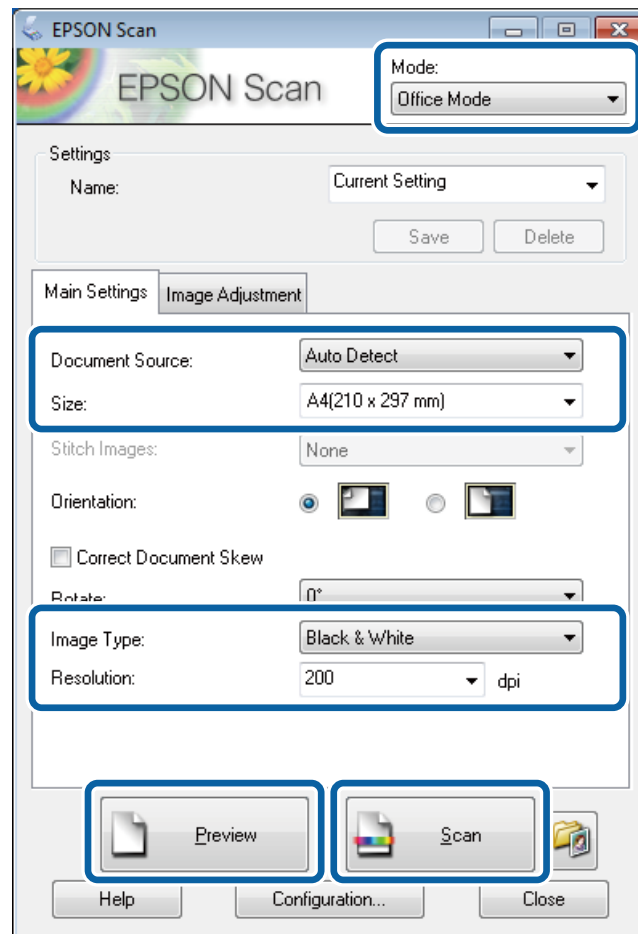 EPSON Scan
EPSON Scan
Mode:
Office Mode
Settings
Name: Current Setting
Save Delete
Main Settings Image Adjustment
Document Source: Auto Detect
Size: A4(210 x 297 mm)
Stitch Images: None
Orientation:
Correct Document Skew
Rotate: 0°
Image Type: Black & White
Resolution: 200 dpi
Preview Scan
Help Configuration... Close